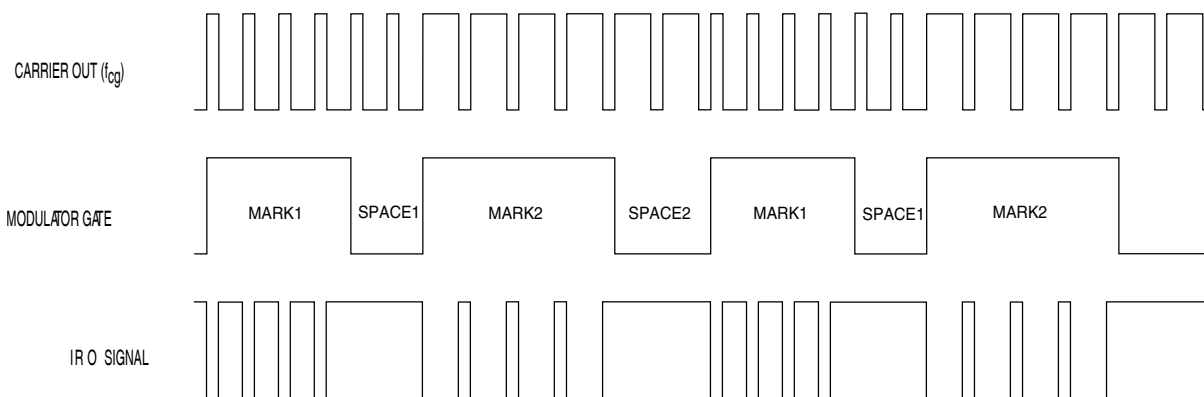 CARRIER OUT (fcg)
MODULATOR GATE
MARK1 SPACE1 MARK2 SPACE2 MARK1 SPACE1 MARK2
IR O SIGNAL